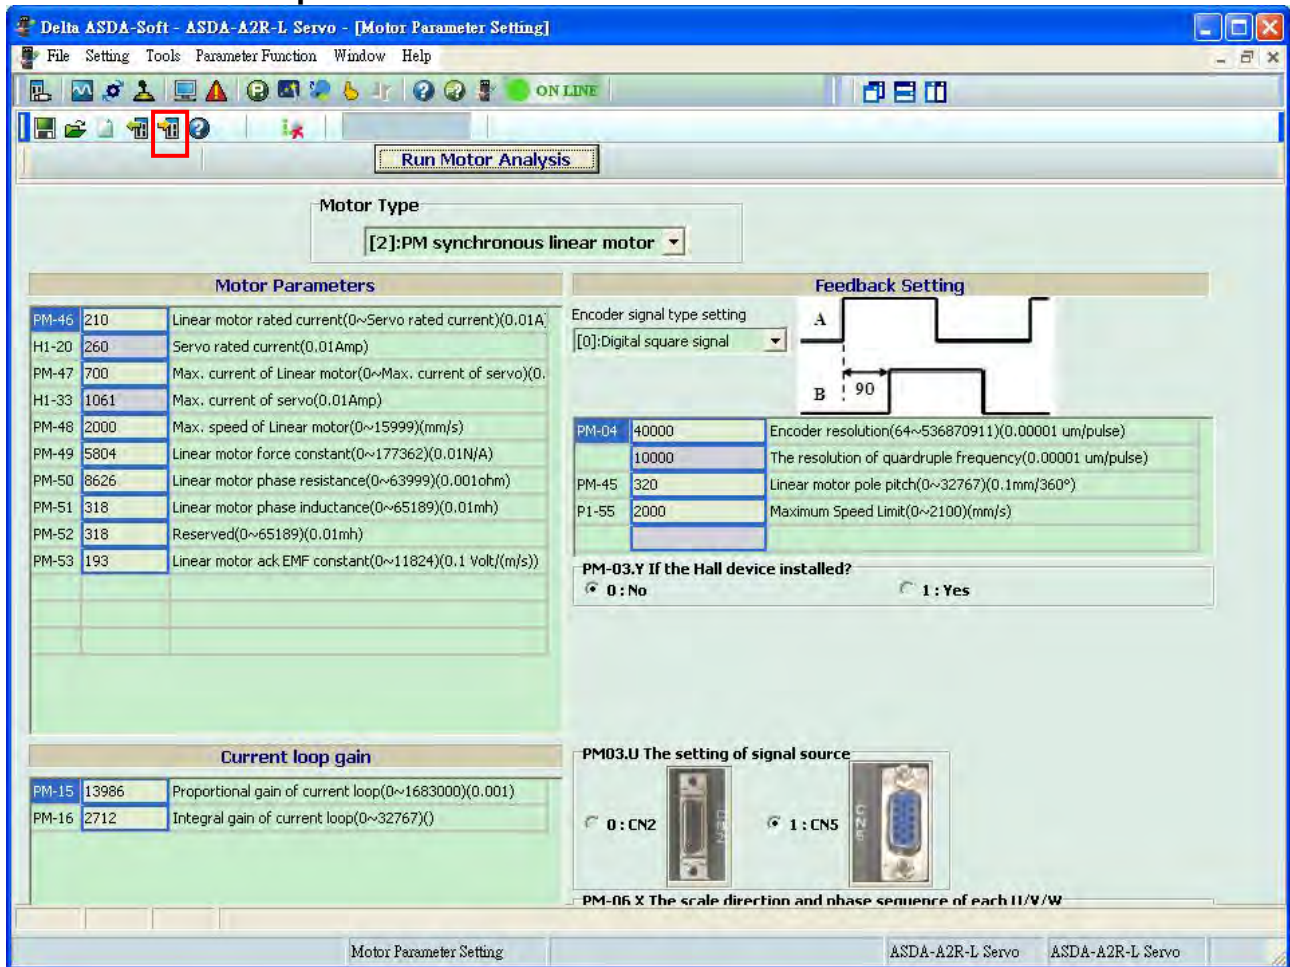 Delta ASDA-Soft - ASDA-A2R-L Servo - [Motor Parameter Setting]
File Setting Tools Parameter Function Window Help
ON LINE
Run Motor Analysis
Motor Type
[2]:PM synchronous linear motor
Motor Parameters
PM-46 210 Linear motor rated current(0~Servo rated current)(0.01A
H1-20 260 Servo rated current(0.01Amp)
PM-47 700 Max. current of Linear motor(0~Max. current of servo)(0.
H1-33 1061 Max. current of servo(0.01Amp)
PM-48 2000 Max. speed of Linear motor(0~15999)(mm/s)
PM-49 5804 Linear motor force constant(0~177362)(0.01N/A)
PM-50 8626 Linear motor phase resistance(0~63999)(0.001ohm)
PM-51 318 Linear motor phase inductance(0~65189)(0.01mh)
PM-52 318 Reserved(0~65189)(0.01mh)
PM-53 193 Linear motor ack EMF constant(0~11824)(0.1 Volt/(m/s))
Feedback Setting
Encoder signal type setting
[0]:Digital square signal
A
B
90
PM-04 40000 Encoder resolution(64~536870911)(0.00001 um/pulse)
10000 The resolution of quardruple frequency(0.00001 um/pulse)
PM-45 320 Linear motor pole pitch(0~32767)(0.1mm/360°)
P1-55 2000 Maximum Speed Limit(0~2100)(mm/s)
PM-03.Y If the Hall device installed?
0 : No 1 : Yes
Current loop gain
PM-15 13986 Proportional gain of current loop(0~1683000)(0.001)
PM-16 2712 Integral gain of current loop(0~32767)()
PM03.U The setting of signal source
0 : CN2 1 : CN5
CN2
CN5
PM-06.X The scale direction and phase sequence of each U/V/W
Motor Parameter Setting ASDA-A2R-L Servo ASDA-A2R-L Servo